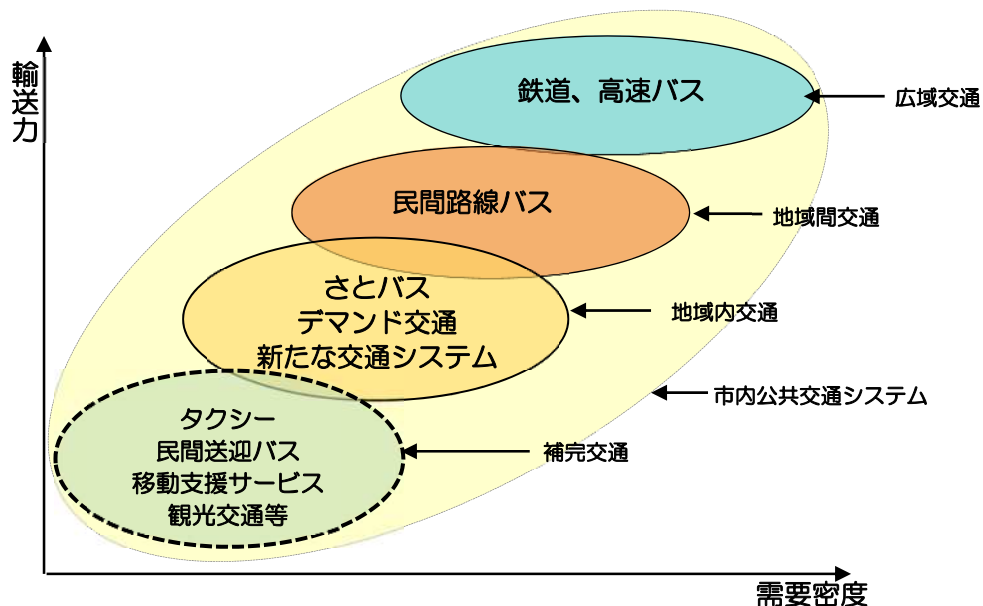 輸送力
鉄道、高速バス
広域交通
民間路線バス
地域間交通
さとバス
デマンド交通
新たな交通システム
地域内交通
市内公共交通システム
タクシー
民間送迎バス
移動支援サービス
観光交通等
補完交通
需要密度